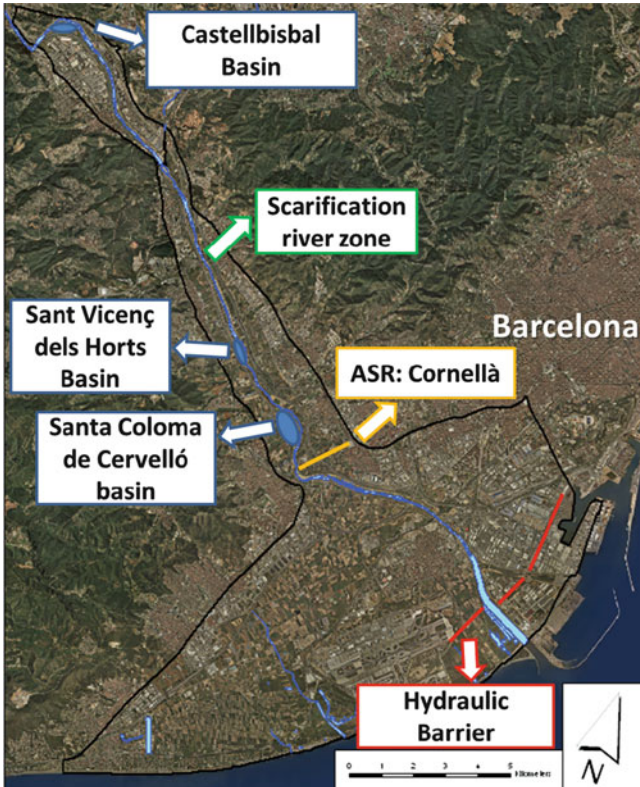 Castellbisbal
Basin
Scarification
river zone
Sant Vicenç
dels Horts
Basin
Barcelona
ASR: Cornellà
Santa Coloma
de Cervelló
basin
Hydraulic
Barrier
0 1 2 3 4 5
N